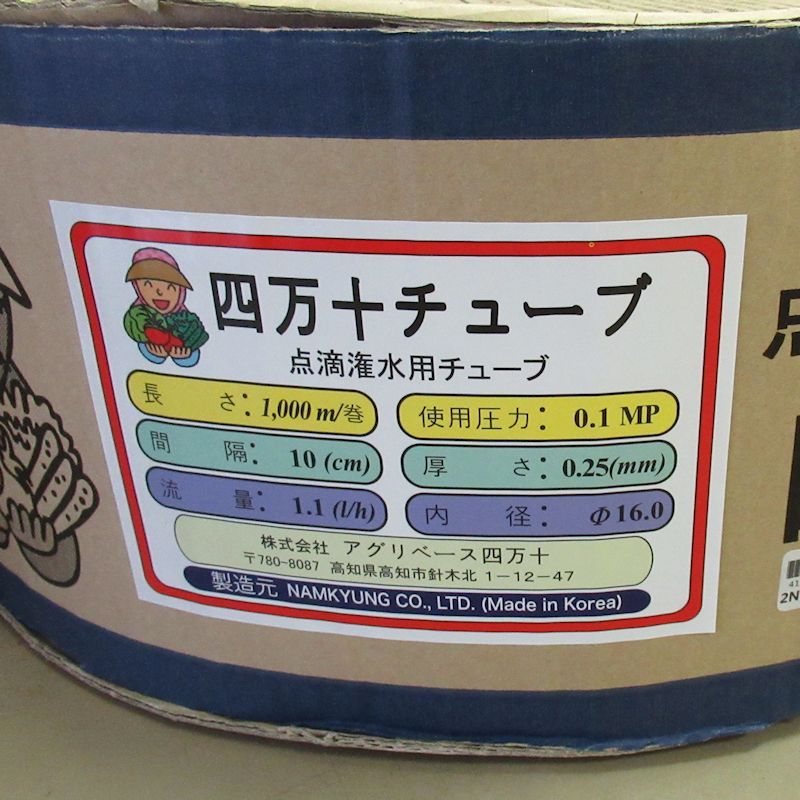 四万十チューブ
点滴潅水用チューブ
長 さ: 1,000 m/巻
使用圧力: 0.1 MP
間 隔: 10 (cm)
厚 さ: 0.25(mm)
流 量: 1.1 (l/h)
内 径: Φ16.0
株式会社 アグリベース四万十
〒780-8087 高知県高知市針木北 1-12-47
製造元 NAMKYUNG CO., LTD. (Made in Korea)
41
2N